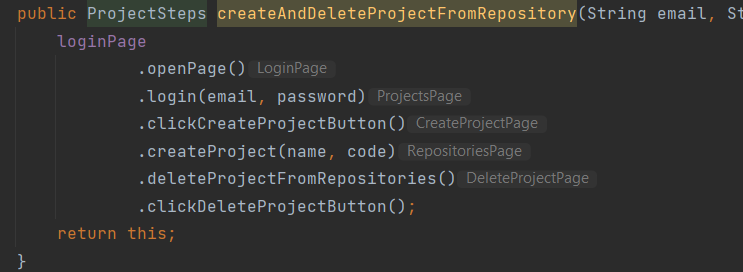 public ProjectSteps createAndDeleteProjectFromRepository(String email, St
loginPage
.openPage() LoginPage
.login(email, password) ProjectsPage
.clickCreateProjectButton() CreateProjectPage
.createProject(name, code) RepositoriesPage
.deleteProjectFromRepositories() DeleteProjectPage
.clickDeleteProjectButton();
return this;
}